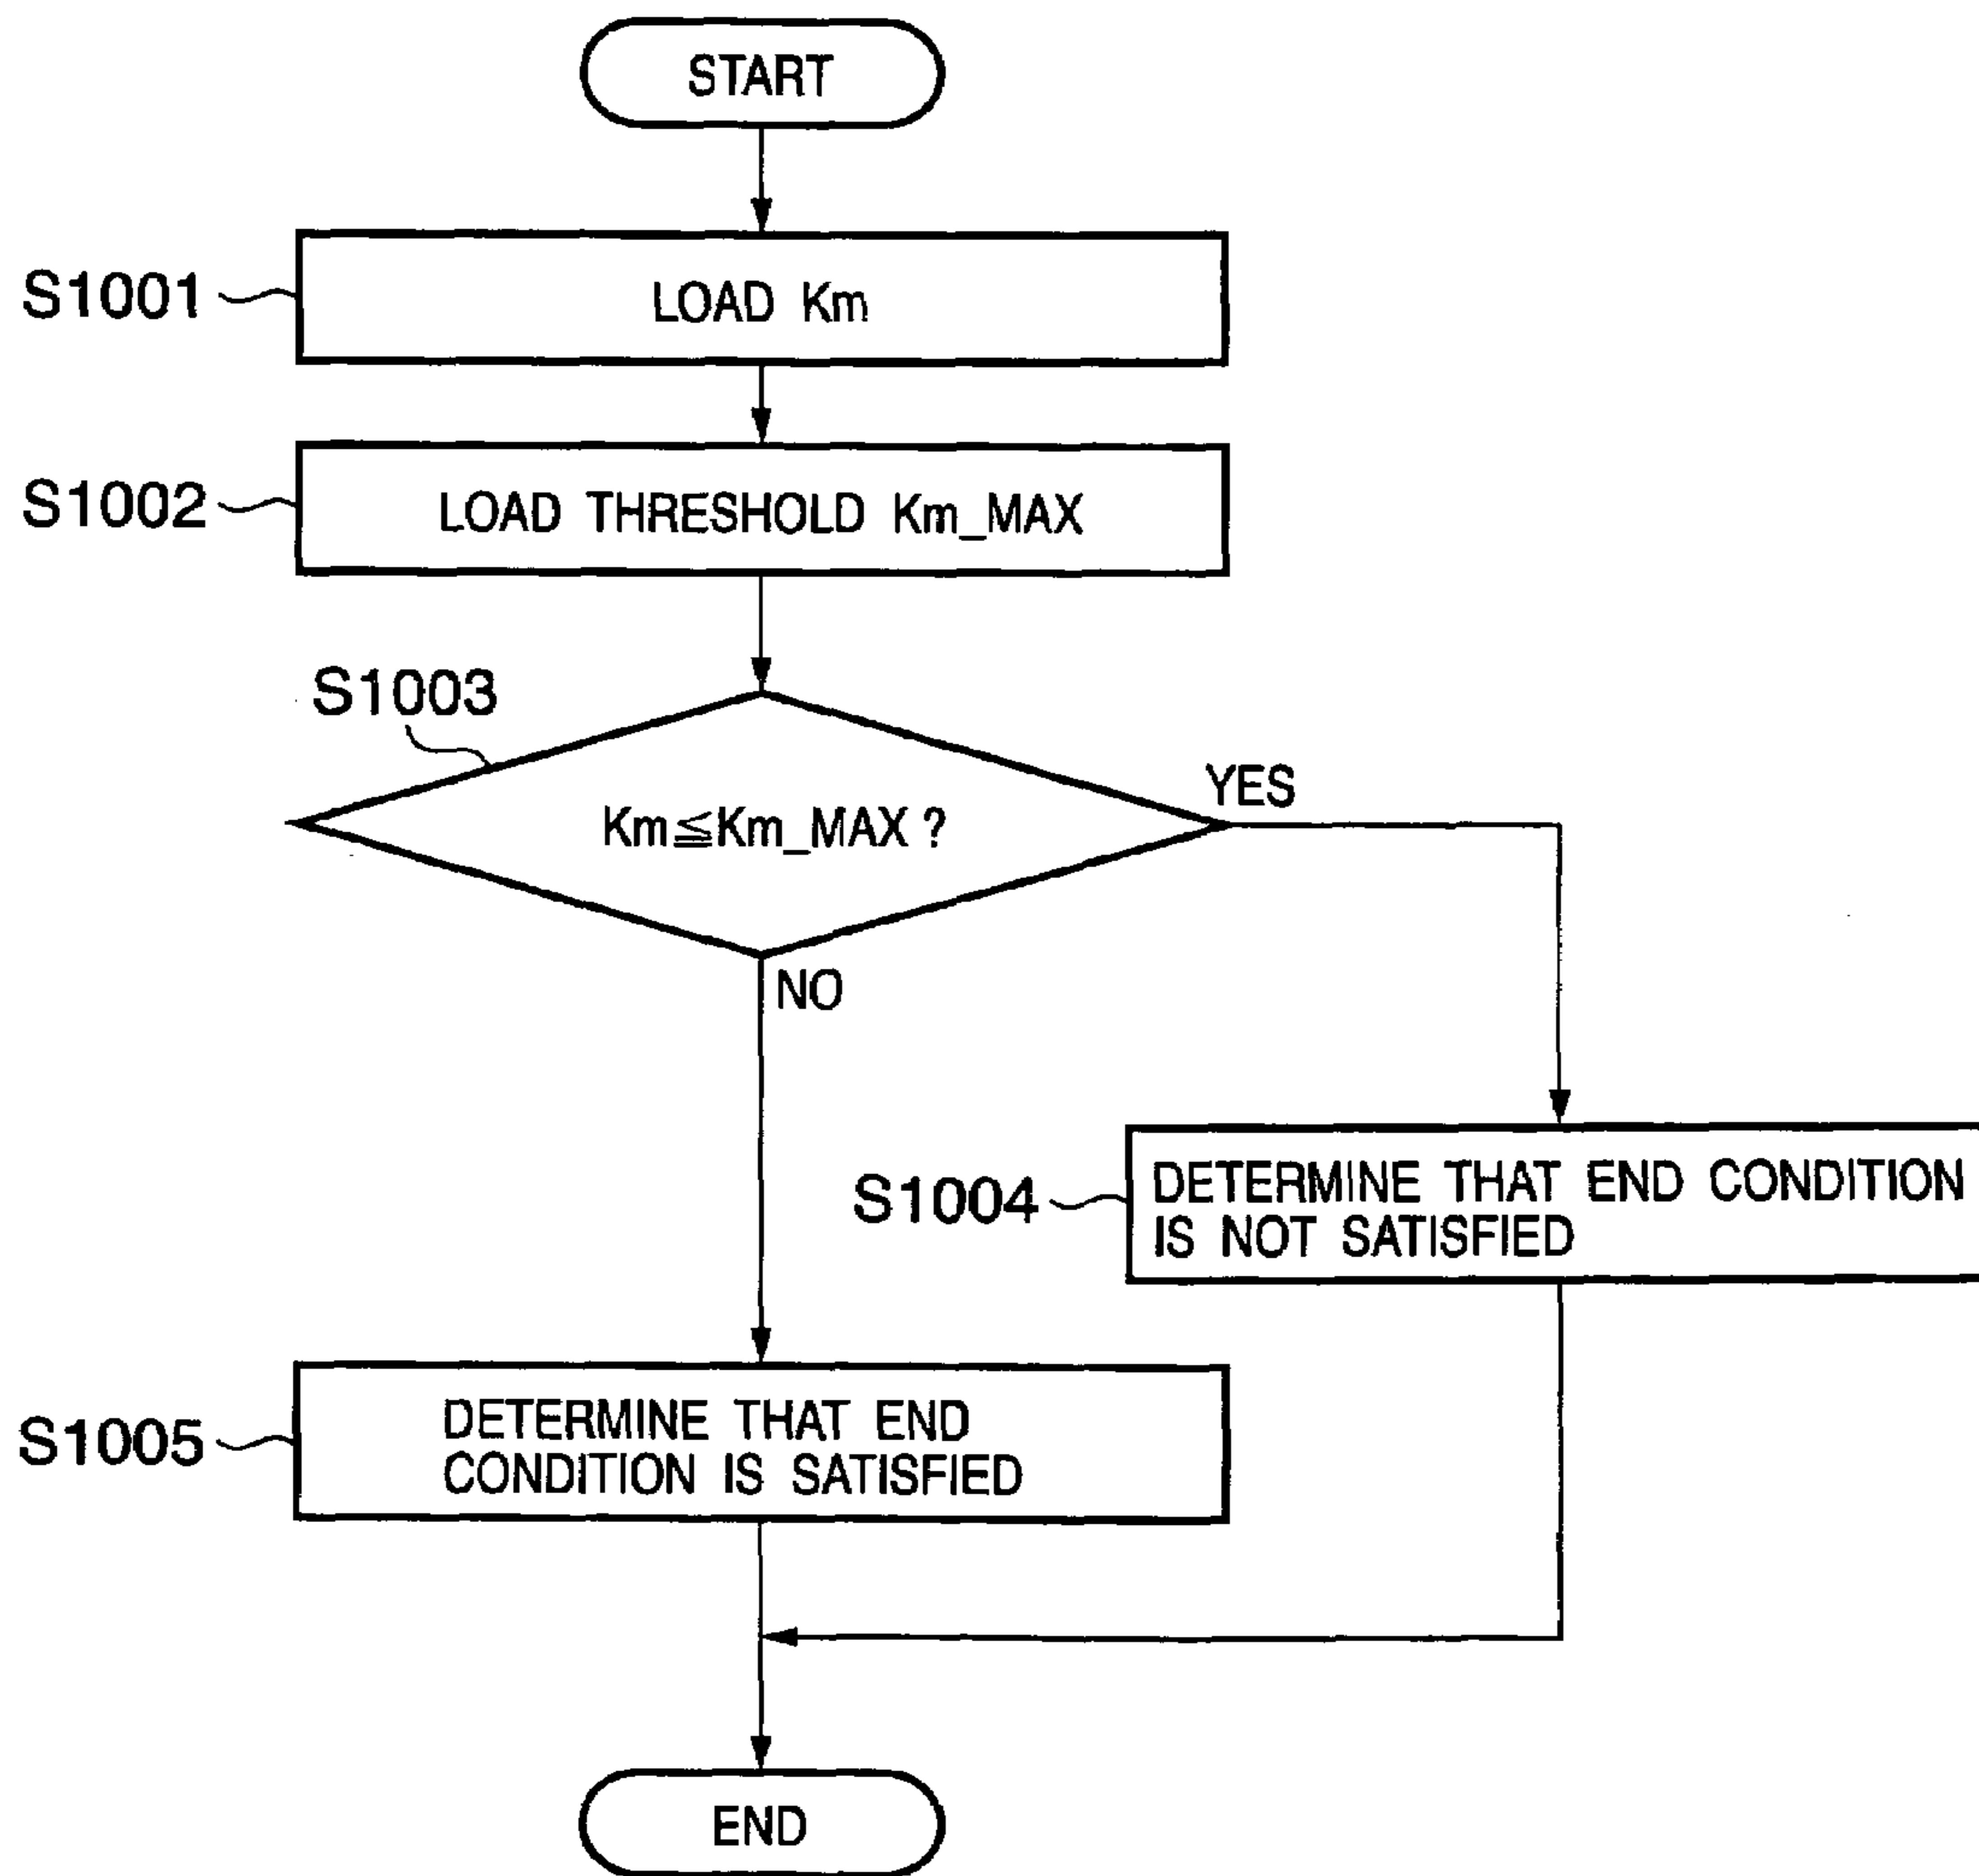 START
S1001
LOAD Km
S1002
LOAD THRESHOLD Km_MAX
S1003
Km≦Km_MAX ?
YES
NO
S1004
DETERMINE THAT END CONDITION
IS NOT SATISFIED
S1005
DETERMINE THAT END
CONDITION IS SATISFIED
END